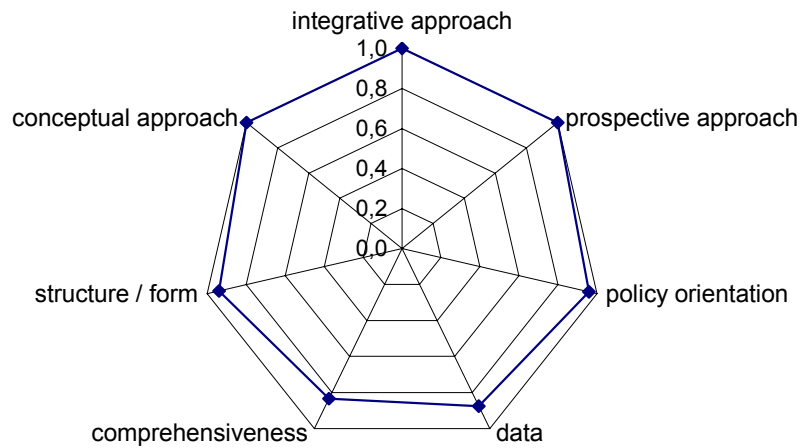 integrative approach
1,0
0,8
conceptual approach
prospective approach
0,6
0,4
0,2
0,0
structure / form
policy orientation
comprehensiveness
data